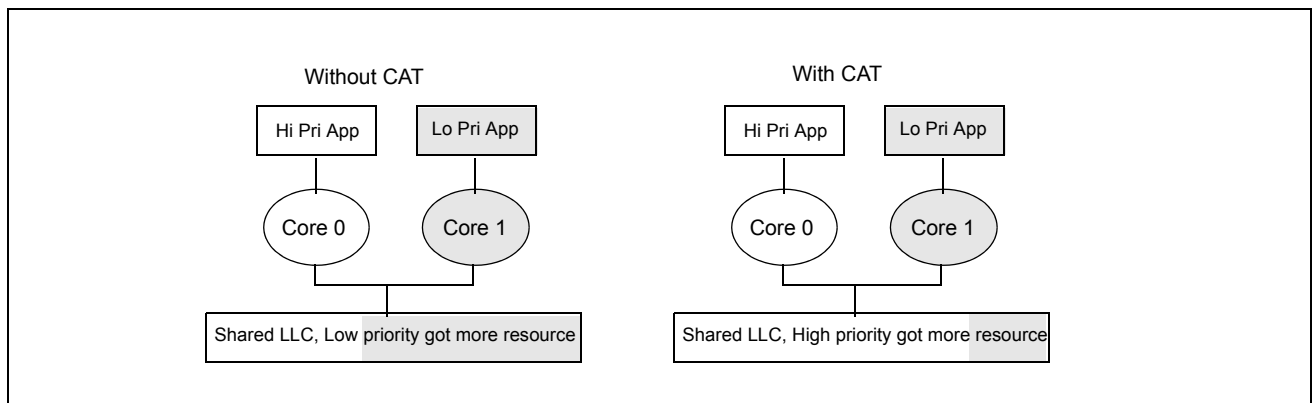 Without CAT
Hi Pri App
Lo Pri App
Core 0
Core 1
Shared LLC, Low priority got more resource
With CAT
Hi Pri App
Lo Pri App
Core 0
Core 1
Shared LLC, High priority got more resource